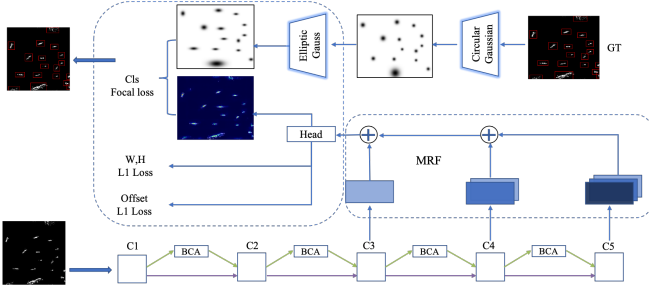 Elliptic
Gauss
Circular
Gaussian
GT
Cls
Focal loss
Head
W,H
L1 Loss
MRF
Offset
L1 Loss
C1
BCA
C2
BCA
C3
BCA
C4
BCA
C5